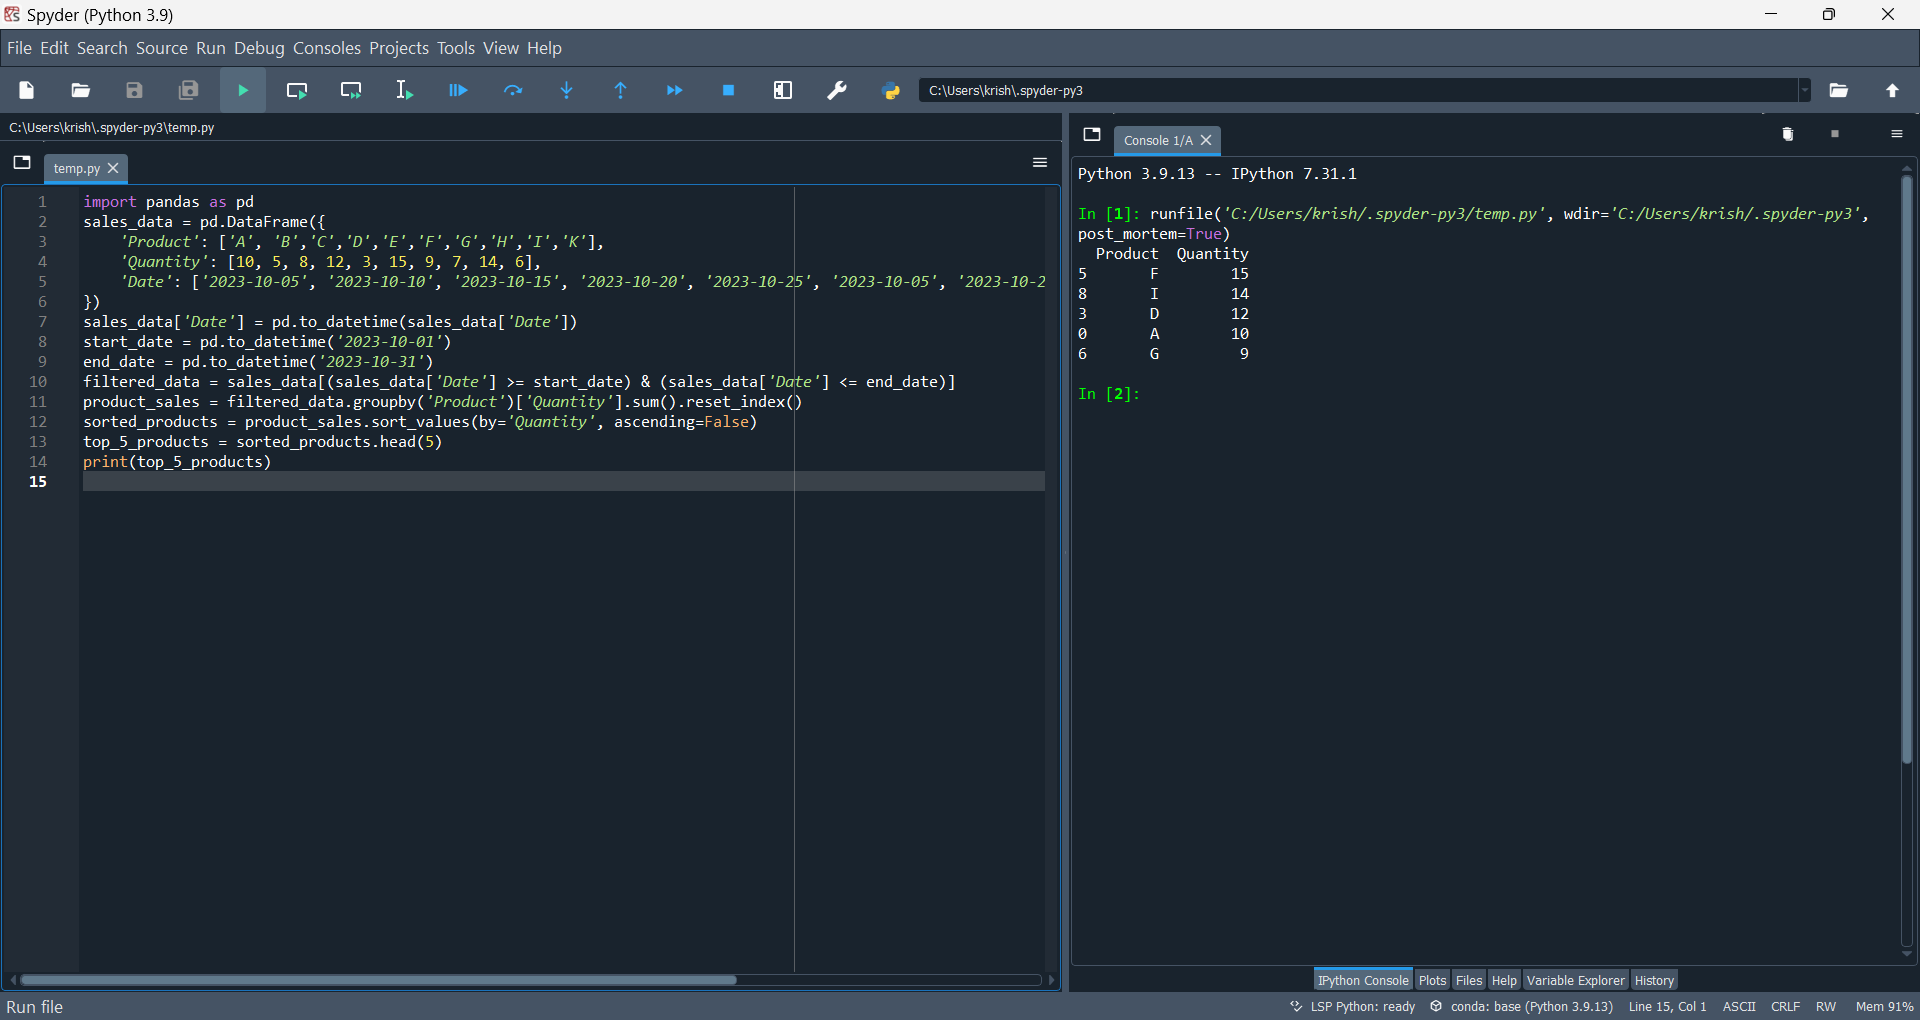 Spyder (Python 3.9)
File Edit Search Source Run Debug Consoles Projects Tools View Help
C:\Users\krish\.spyder-py3
C:\Users\krish\.spyder-py3\temp.py
temp.py
1 import pandas as pd
2 sales_data = pd.DataFrame({
3 'Product': ['A', 'B','C','D','E','F','G','H','I','K'],
4 'Quantity': [10, 5, 8, 12, 3, 15, 9, 7, 14, 6],
5 'Date': ['2023-10-05', '2023-10-10', '2023-10-15', '2023-10-20', '2023-10-25', '2023-10-05', '2023-10-2
6 })
7 sales_data['Date'] = pd.to_datetime(sales_data['Date'])
8 start_date = pd.to_datetime('2023-10-01')
9 end_date = pd.to_datetime('2023-10-31')
10 filtered_data = sales_data[(sales_data['Date'] >= start_date) & (sales_data['Date'] <= end_date)]
11 product_sales = filtered_data.groupby('Product')['Quantity'].sum().reset_index()
12 sorted_products = product_sales.sort_values(by='Quantity', ascending=False)
13 top_5_products = sorted_products.head(5)
14 print(top_5_products)
15
Console 1/A
Python 3.9.13 -- IPython 7.31.1
In [1]: runfile('C:/Users/krish/.spyder-py3/temp.py', wdir='C:/Users/krish/.spyder-py3',
post_mortem=True)
Product Quantity
5 F 15
8 I 14
3 D 12
0 A 10
6 G 9
In [2]:
IPython Console Plots Files Help Variable Explorer History
Run file
LSP Python: ready conda: base (Python 3.9.13) Line 15, Col 1 ASCII CRLF RW Mem 91%